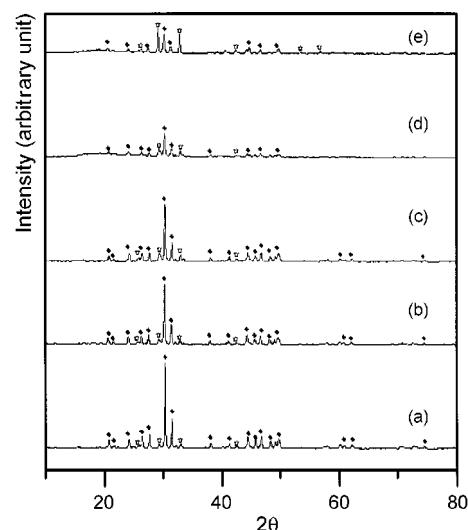 (e)
(d)
(c)
(b)
(a)
Intensity (arbitrary unit)
20
40
60
80
2θ